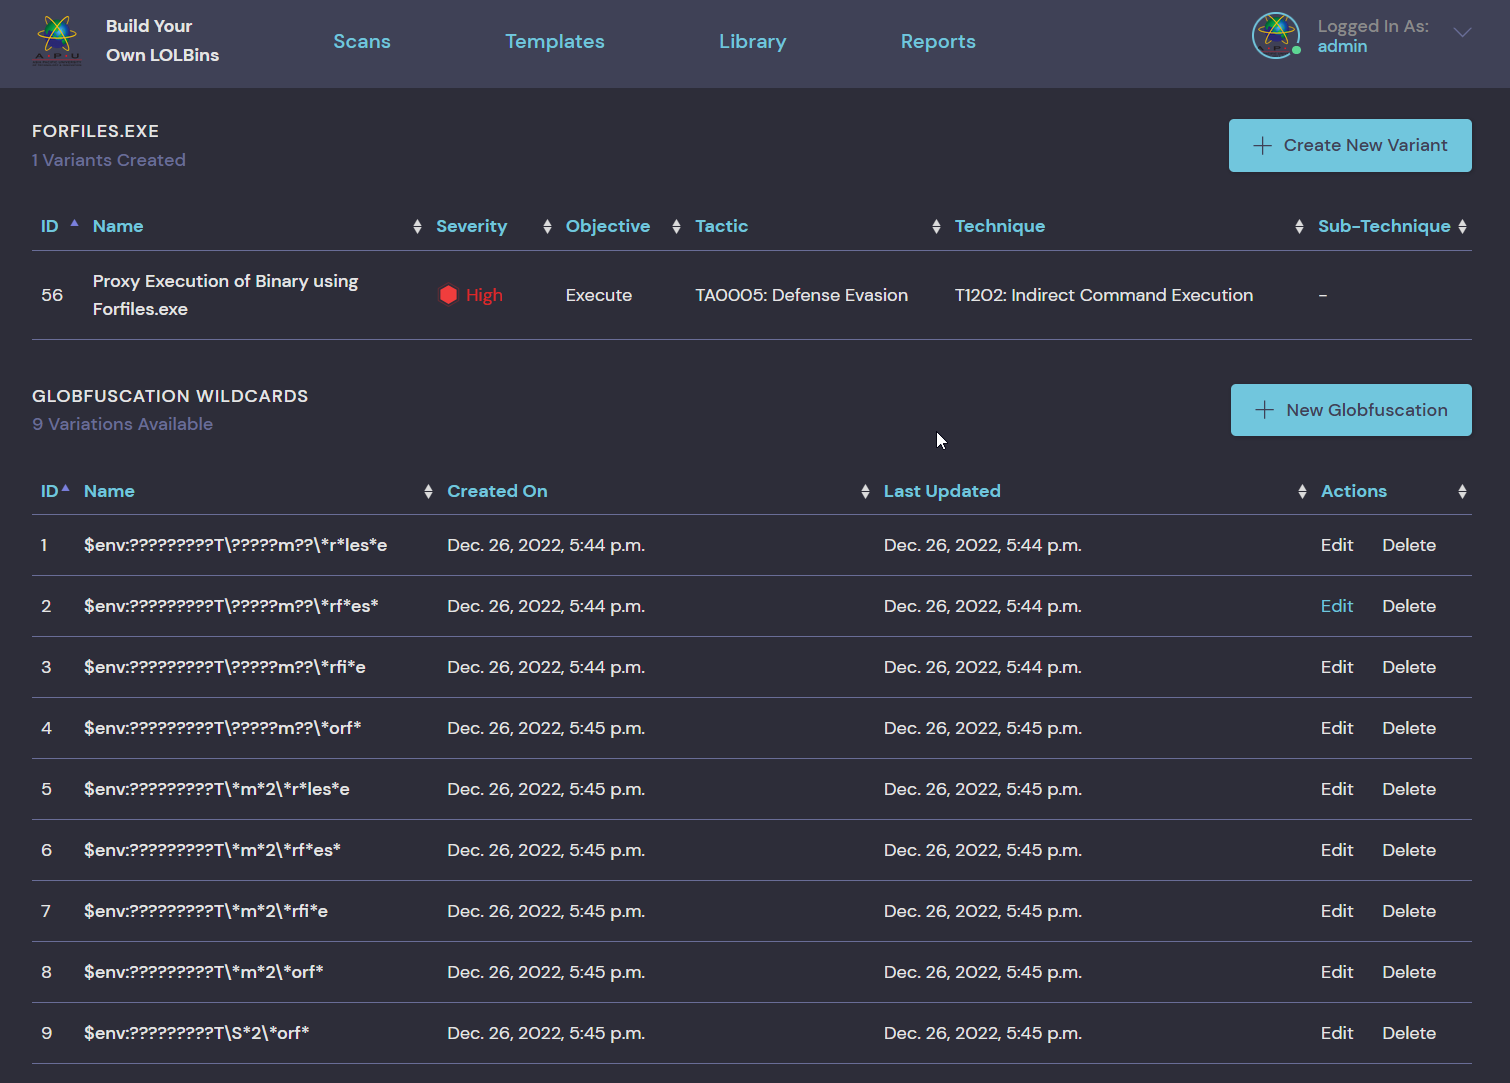 Build Your
Own LOLBins
Scans Templates Library Reports
Logged In As:
admin
FORFILES.EXE
1 Variants Created
Create New Variant
ID Name Severity Objective Tactic Technique Sub-Technique
56 Proxy Execution of Binary using Forfiles.exe High Execute TA0005: Defense Evasion T1202: Indirect Command Execution -
GLOBFUSCATION WILDCARDS
9 Variations Available
New Globfuscation
ID Name Created On Last Updated Actions
1 $env:?????????T\?????m??\*r*les*e Dec. 26, 2022, 5:44 p.m. Dec. 26, 2022, 5:44 p.m. Edit Delete
2 $env:?????????T\?????m??\*rf*es* Dec. 26, 2022, 5:44 p.m. Dec. 26, 2022, 5:44 p.m. Edit Delete
3 $env:?????????T\?????m??\*rfi*e Dec. 26, 2022, 5:44 p.m. Dec. 26, 2022, 5:44 p.m. Edit Delete
4 $env:?????????T\?????m??\*orf* Dec. 26, 2022, 5:45 p.m. Dec. 26, 2022, 5:45 p.m. Edit Delete
5 $env:?????????T\*m*2\*r*les*e Dec. 26, 2022, 5:45 p.m. Dec. 26, 2022, 5:45 p.m. Edit Delete
6 $env:?????????T\*m*2\*rf*es* Dec. 26, 2022, 5:45 p.m. Dec. 26, 2022, 5:45 p.m. Edit Delete
7 $env:?????????T\*m*2\*rfi*e Dec. 26, 2022, 5:45 p.m. Dec. 26, 2022, 5:45 p.m. Edit Delete
8 $env:?????????T\*m*2\*orf* Dec. 26, 2022, 5:45 p.m. Dec. 26, 2022, 5:45 p.m. Edit Delete
9 $env:?????????T\S*2\*orf* Dec. 26, 2022, 5:45 p.m. Dec. 26, 2022, 5:45 p.m. Edit Delete